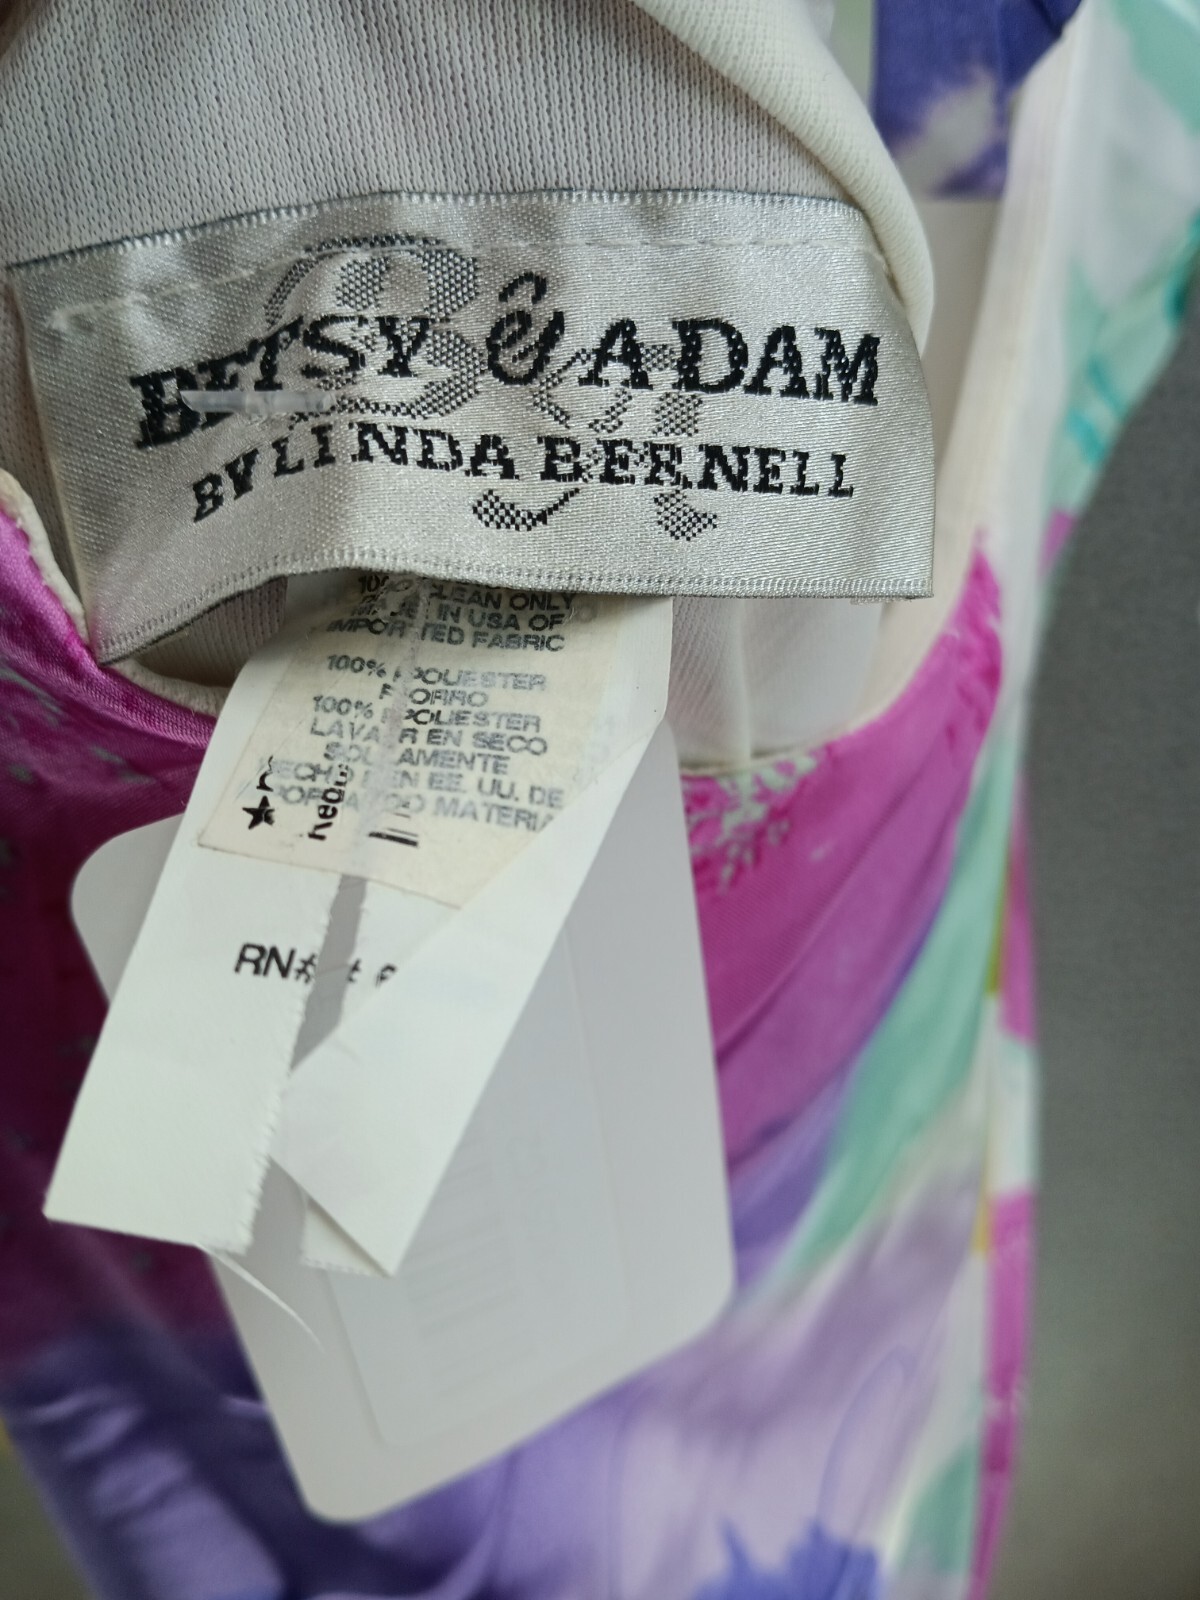 BETSY & A ADAM
BY LINDA BERNELL
CLEAN ONLY
IN USA OF
IMPORTED FABRIC
100% POLIESTER
FORRO
100% POLIESTER
LAVAR EN SECO
SOLAMENTE
HECHO EN EE. UU. DE
MATERIA
RN#